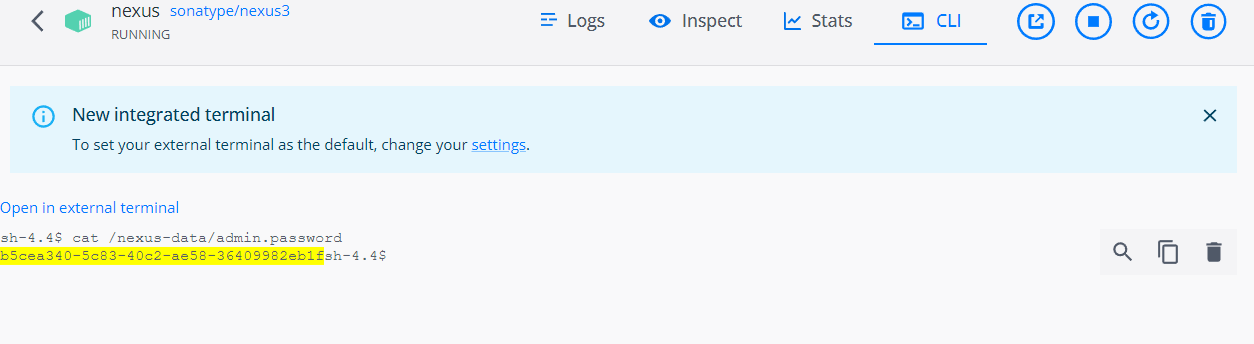 nexus sonatype/nexus3
RUNNING
Logs
Inspect
Stats
CLI
New integrated terminal
To set your external terminal as the default, change your settings.
Open in external terminal
sh-4.4$ cat /nexus-data/admin.password
b5cea340-5c83-40c2-ae58-36409982eb1fsh-4.4$